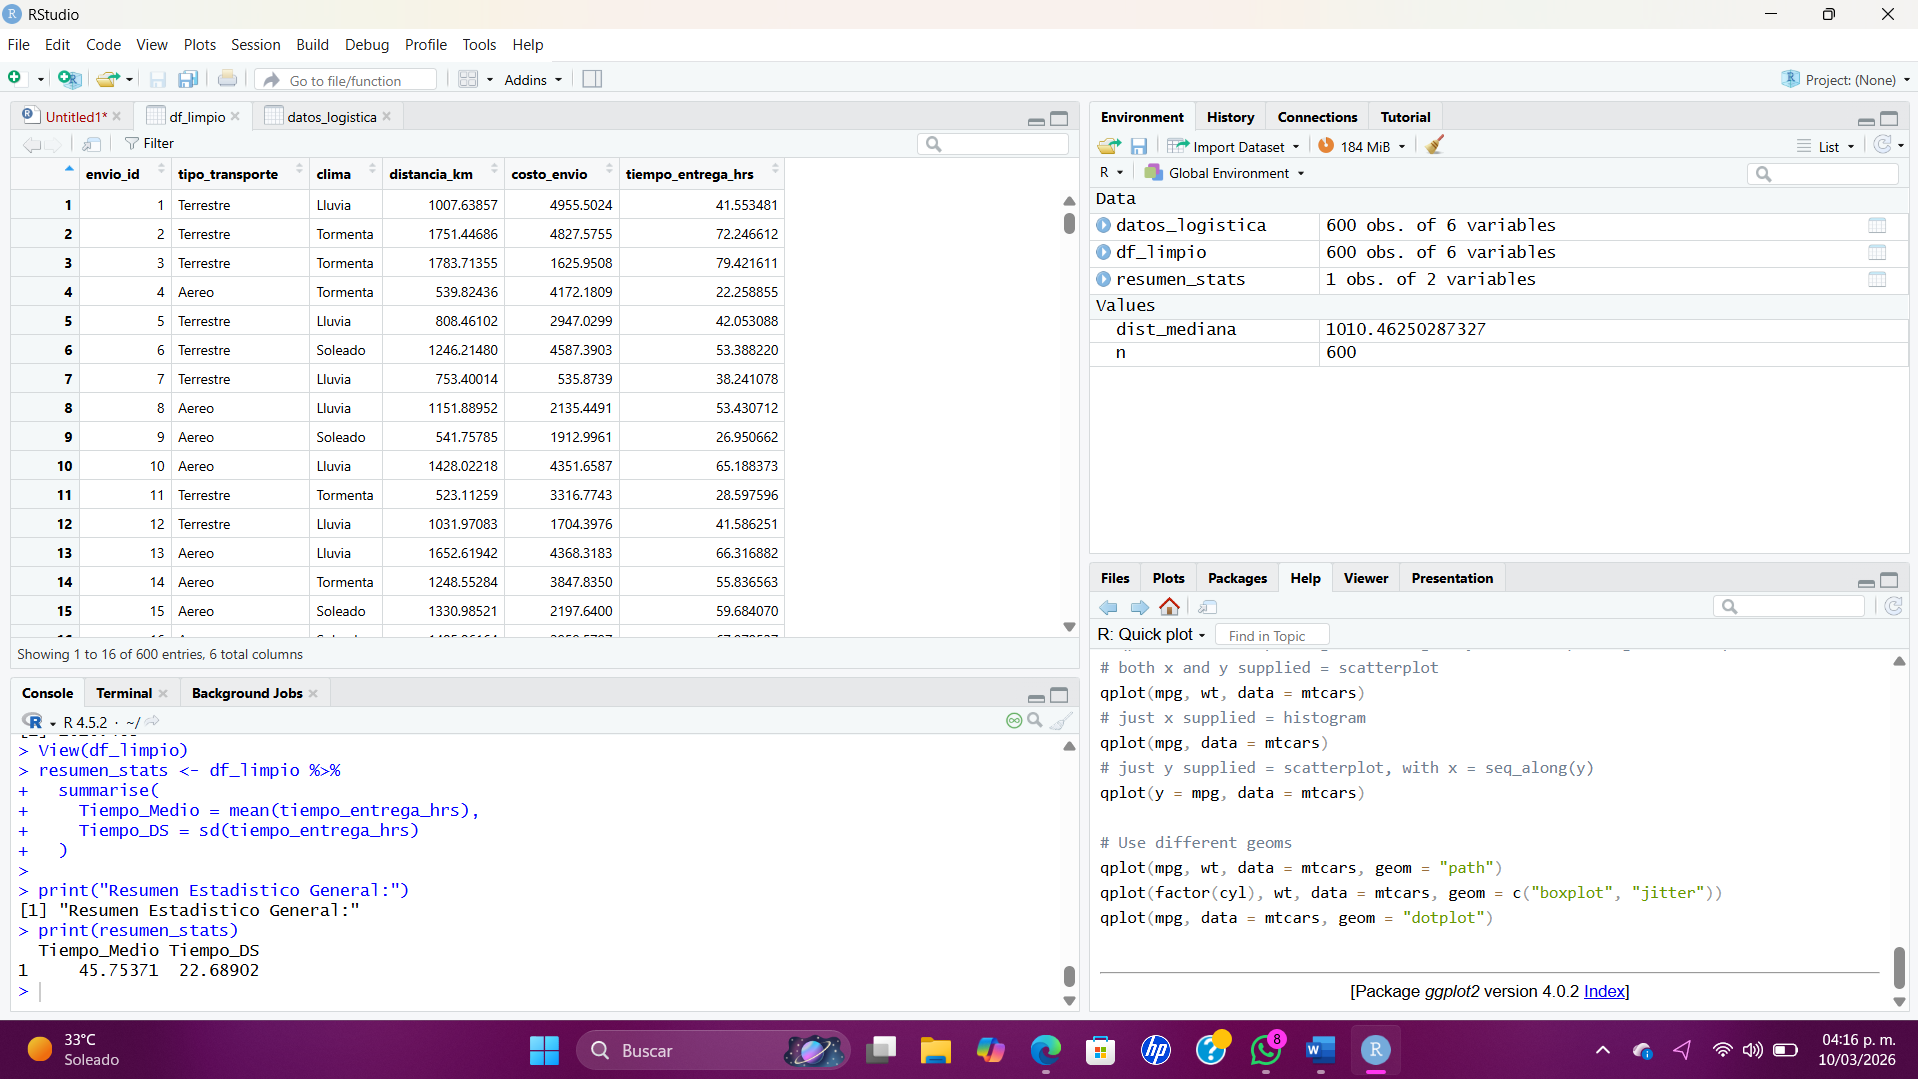 RStudio
File Edit Code View Plots Session Build Debug Profile Tools Help
Go to file/function Addins Project: (None)
Untitled1* df_limpio datos_logistica
Filter
envio_id tipo_transporte clima distancia_km costo_envio tiempo_entrega_hrs
1 1 Terrestre Lluvia 1007.63857 4955.5024 41.553481
2 2 Terrestre Tormenta 1751.44686 4827.5755 72.246612
3 3 Terrestre Tormenta 1783.71355 1625.9508 79.421611
4 4 Aereo Tormenta 539.82436 4172.1809 22.258855
5 5 Terrestre Lluvia 808.46102 2947.0299 42.053088
6 6 Terrestre Soleado 1246.21480 4587.3903 53.388220
7 7 Terrestre Lluvia 753.40014 535.8739 38.241078
8 8 Aereo Lluvia 1151.88952 2135.4491 53.430712
9 9 Aereo Soleado 541.75785 1912.9961 26.950662
10 10 Aereo Lluvia 1428.02218 4351.6587 65.188373
11 11 Terrestre Tormenta 523.11259 3316.7743 28.597596
12 12 Terrestre Lluvia 1031.97083 1704.3976 41.586251
13 13 Aereo Lluvia 1652.61942 4368.3183 66.316882
14 14 Aereo Tormenta 1248.55284 3847.8350 55.836563
15 15 Aereo Soleado 1330.98521 2197.6400 59.684070
Showing 1 to 16 of 600 entries, 6 total columns
Console Terminal Background Jobs
R 4.5.2 · ~/
> View(df_limpio)
> resumen_stats <- df_limpio %>%
+ summarise(
+ Tiempo_Medio = mean(tiempo_entrega_hrs),
+ Tiempo_DS = sd(tiempo_entrega_hrs)
+ )
>
> print("Resumen Estadistico General:")
[1] "Resumen Estadistico General:"
> print(resumen_stats)
Tiempo_Medio Tiempo_DS
1 45.75371 22.68902
>
Environment History Connections Tutorial
Import Dataset 184 MiB List
R Global Environment
Data
datos_logistica 600 obs. of 6 variables
df_limpio 600 obs. of 6 variables
resumen_stats 1 obs. of 2 variables
Values
dist_mediana 1010.46250287327
n 600
Files Plots Packages Help Viewer Presentation
R: Quick plot Find in Topic
# both x and y supplied = scatterplot
qplot(mpg, wt, data = mtcars)
# just x supplied = histogram
qplot(mpg, data = mtcars)
# just y supplied = scatterplot, with x = seq_along(y)
qplot(y = mpg, data = mtcars)
# Use different geoms
qplot(mpg, wt, data = mtcars, geom = "path")
qplot(factor(cyl), wt, data = mtcars, geom = c("boxplot", "jitter"))
qplot(mpg, data = mtcars, geom = "dotplot")
[Package ggplot2 version 4.0.2 Index]
33°C
Soleado
Buscar
8
04:16 p. m.
10/03/2026